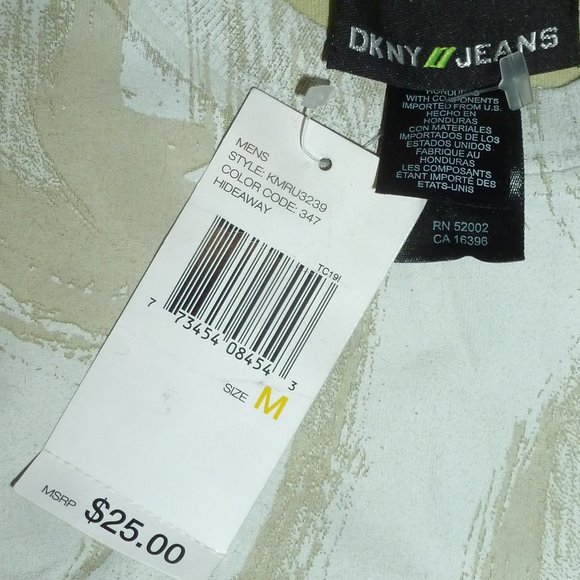 DKNY // JEANS
HONDURAS
WITH COMPONENTS
IMPORTED FROM U.S.
HECHO EN
HONDURAS
CON MATERIALES
IMPORTADOS DE LOS
ESTADOS UNIDOS
FABRIQUE AU
HONDURAS
LES COMPOSANTS
ÉTANT IMPORTÉ DES
ETATS-UNIS
RN 52002
CA 16396
MENS
STYLE: KMRU3239
COLOR CODE: 347
HIDEAWAY
7 73454 08454 3
SIZE M
MSRP $25.00